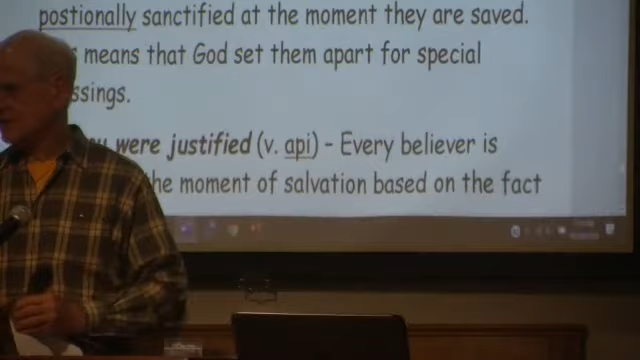 postionally sanctified at the moment they are saved.
means that God set them apart for special
ssings.
were justified (v. api) - Every believer is
the moment of salvation based on the fact